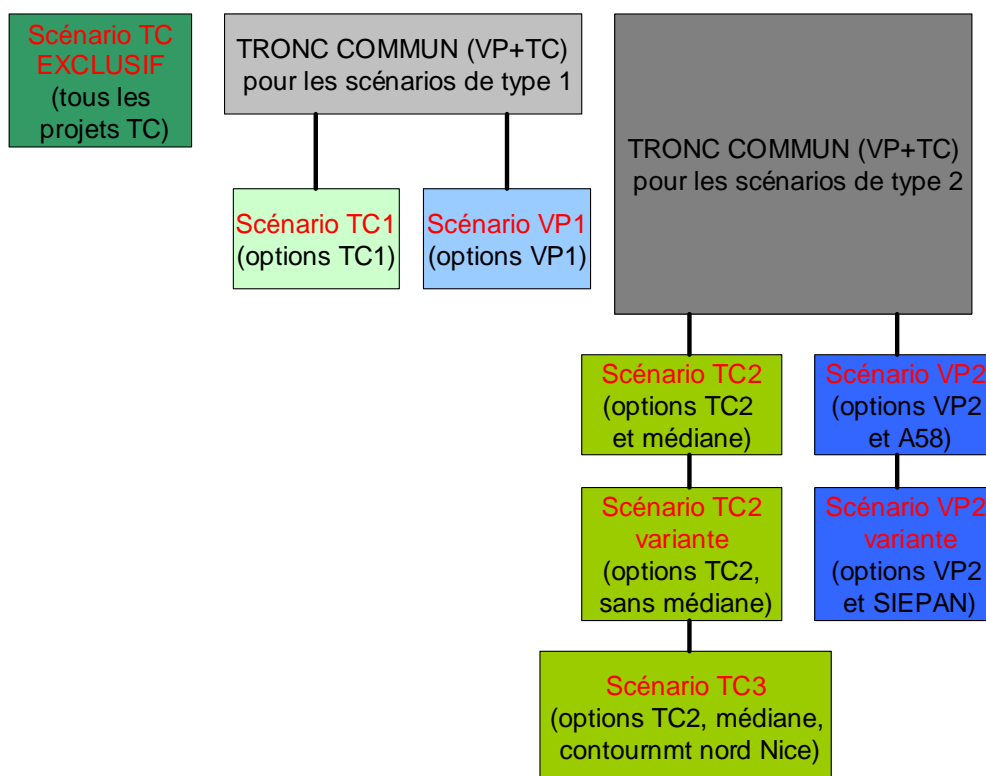 Scénario TC
EXCLUSIF
(tous les
projets TC)
TRONC COMMUN (VP+TC)
pour les scénarios de type 1
TRONC COMMUN (VP+TC)
pour les scénarios de type 2
Scénario TC1
(options TC1)
Scénario VP1
(options VP1)
Scénario TC2
(options TC2
et médiane)
Scénario VP2
(options VP2
et A58)
Scénario TC2
variante
(options TC2,
sans médiane)
Scénario VP2
variante
(options VP2
et SIEPAN)
Scénario TC3
(options TC2, médiane,
contournmt nord Nice)